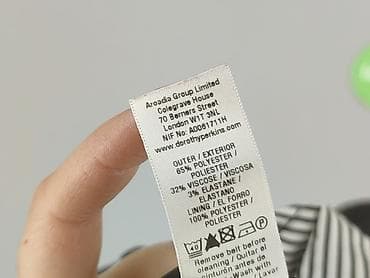 Arcadia Group Limited
Colegrave House
70 Berners Street
London W1T 3NL
NIF No: A0081711H
www.dorothyperkins.com
OUTER / EXTERIOR
65% POLYESTER /
POLIESTER
32% VISCOSE / VISCOSA
3% ELASTANE /
ELASTANO
LINING / EL FORRO
100% POLYESTER /
POLIESTER
Remove belt before
cleaning / Quitar el
cinturón antes de
Wash or